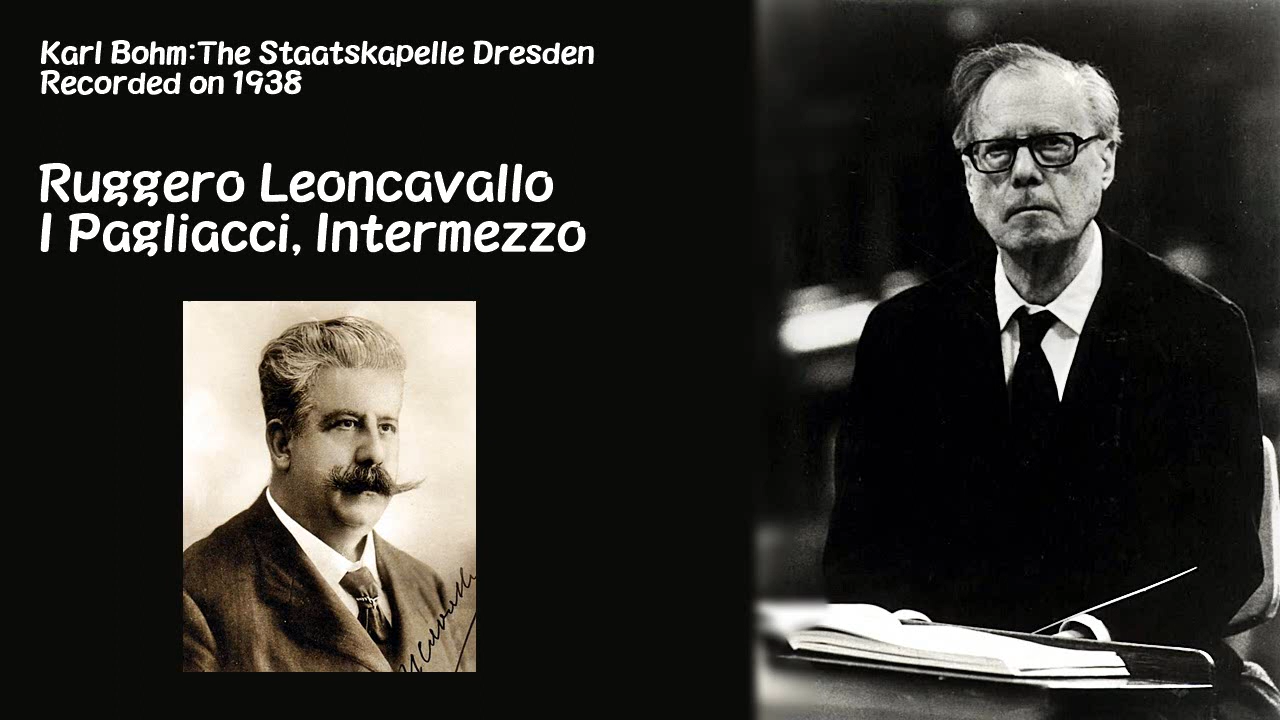 Karl Bohm:The Staatskapelle Dresden
Recorded on 1938
Ruggero Leoncavallo
I Pagliacci, Intermezzo